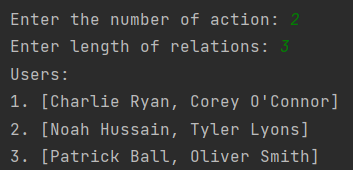 Enter the number of action: 2
Enter length of relations: 3
Users:
1. [Charlie Ryan, Corey O'Connor]
2. [Noah Hussain, Tyler Lyons]
3. [Patrick Ball, Oliver Smith]